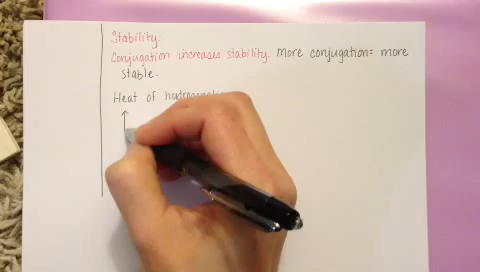 Stability.
Conjugation increases stability. More conjugation= more
stable.
Heat of